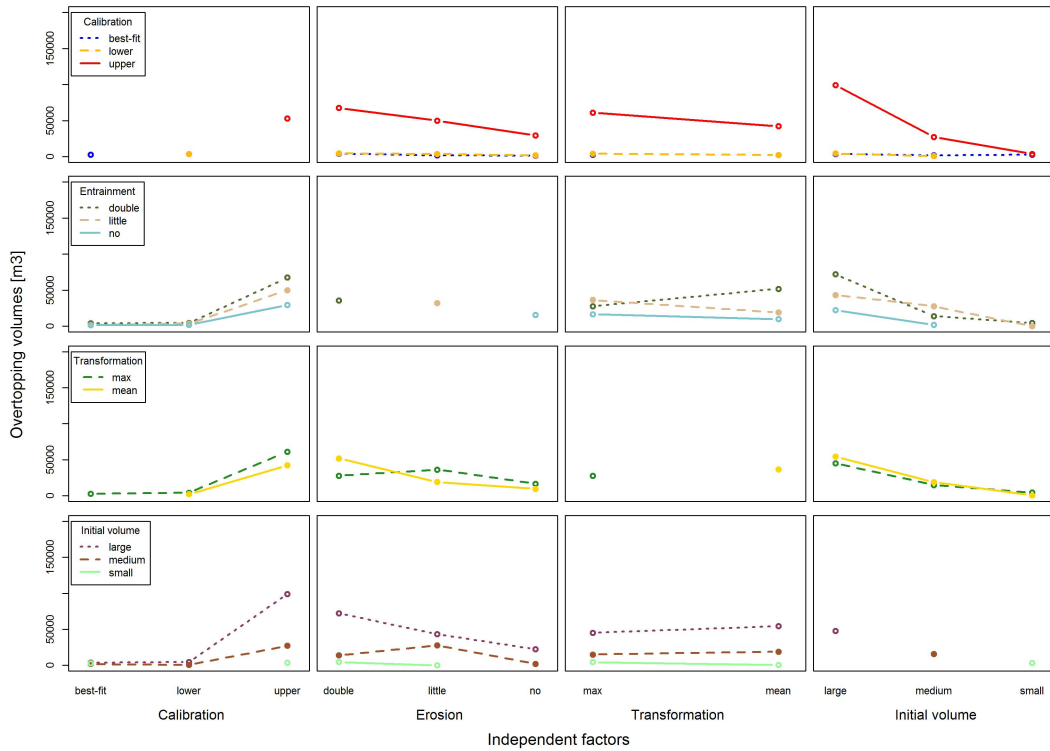 Calibration
best-fit
lower
upper
0 50000 150000
Entrainment
double
little
no
0 50000 150000
Transformation
max
mean
0 50000 150000
Initial volume
large
medium
small
0 50000 150000
Overtopping volumes [m3]
best-fit lower upper double little no max mean large medium small
Calibration Erosion Transformation Initial volume
Independent factors